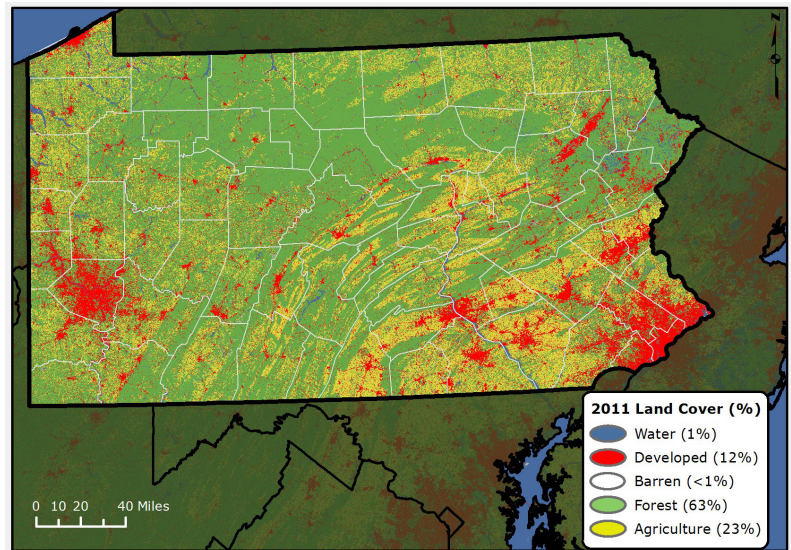 2011 Land Cover (%)
Water (1%)
Developed (12%)
Barren (<1%)
Forest (63%)
Agriculture (23%)
0 10 20 40 Miles